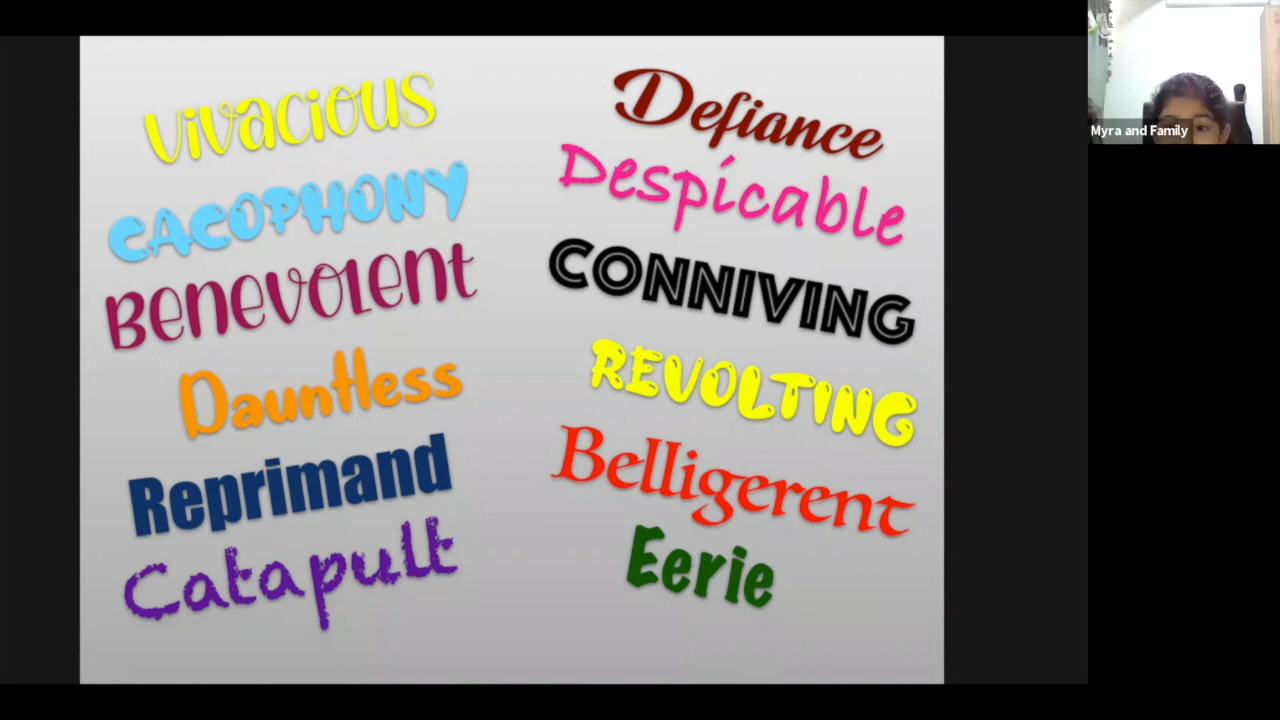 Vivacious
CACOPHONY
Benevolent
Dauntless
Reprimand
Catapult
Defiance
Despicable
CONNIVING
REVOLTING
Belligerent
Eerie
Myra and Family